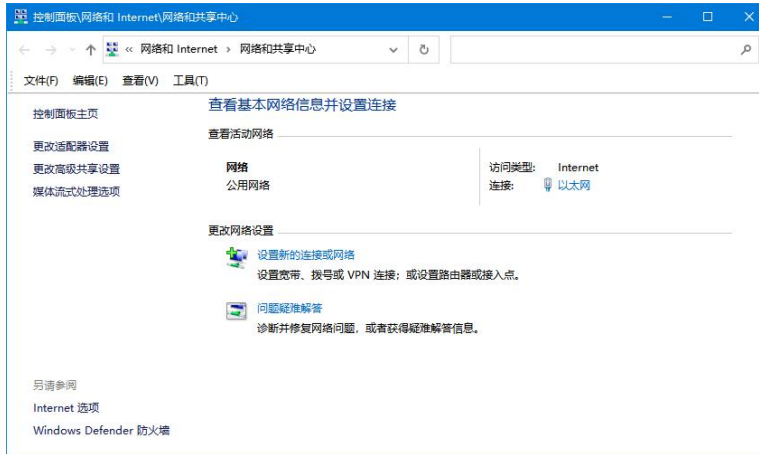 控制面板\网络和 Internet\网络和共享中心
« 网络和 Internet › 网络和共享中心
文件(F) 编辑(E) 查看(V) 工具(T)
控制面板主页
更改适配器设置
更改高级共享设置
媒体流式处理选项
查看基本网络信息并设置连接
查看活动网络
网络
公用网络
访问类型: Internet
连接: 以太网
更改网络设置
设置新的连接或网络
设置宽带、拨号或 VPN 连接；或设置路由器或接入点。
问题疑难解答
诊断并修复网络问题，或者获得疑难解答信息。
另请参阅
Internet 选项
Windows Defender 防火墙